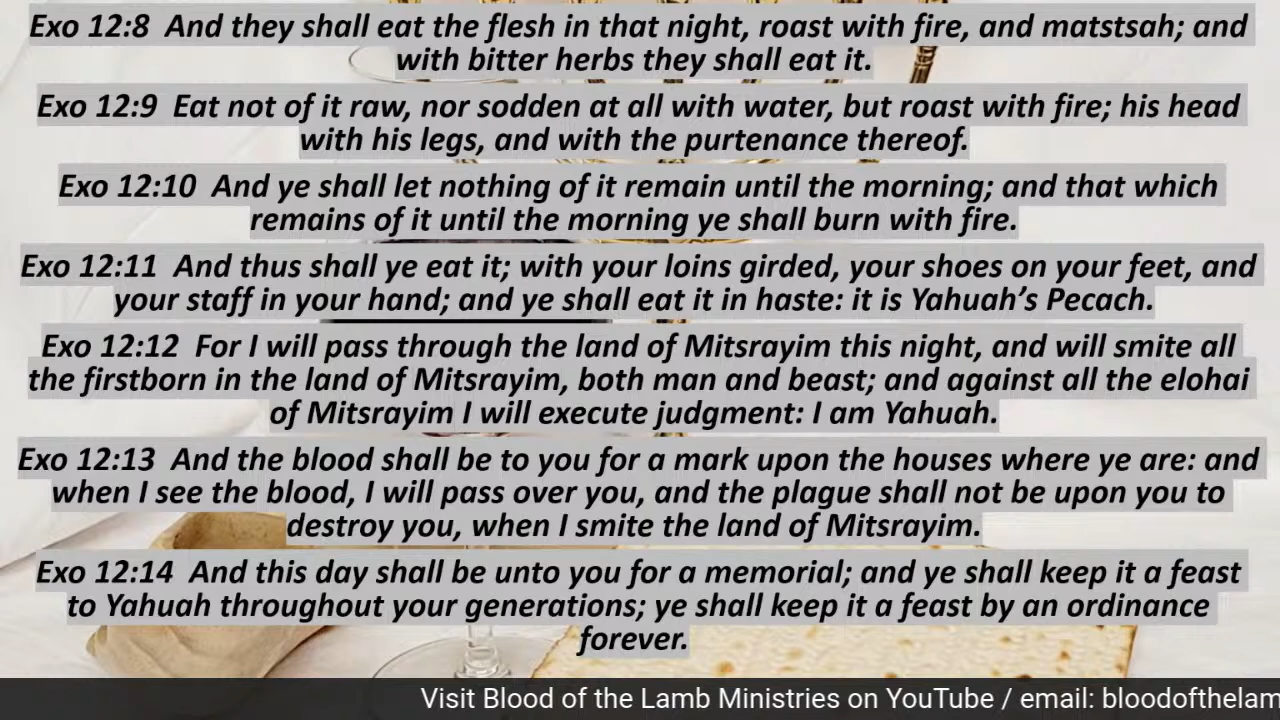 Exo 12:8 And they shall eat the flesh in that night, roast with fire, and matstsah; and
with bitter herbs they shall eat it.
Exo 12:9 Eat not of it raw, nor sodden at all with water, but roast with fire; his head
with his legs, and with the purtenance thereof.
Exo 12:10 And ye shall let nothing of it remain until the morning; and that which
remains of it until the morning ye shall burn with fire.
Exo 12:11 And thus shall ye eat it; with your loins girded, your shoes on your feet, and
your staff in your hand; and ye shall eat it in haste: it is Yahuah’s Pecach.
Exo 12:12 For I will pass through the land of Mitsrayim this night, and will smite all
the firstborn in the land of Mitsrayim, both man and beast; and against all the elohai
of Mitsrayim I will execute judgment: I am Yahuah.
Exo 12:13 And the blood shall be to you for a mark upon the houses where ye are: and
when I see the blood, I will pass over you, and the plague shall not be upon you to
destroy you, when I smite the land of Mitsrayim.
Exo 12:14 And this day shall be unto you for a memorial; and ye shall keep it a feast
to Yahuah throughout your generations; ye shall keep it a feast by an ordinance
forever.
Visit Blood of the Lamb Ministries on YouTube / email: bloodofthelam